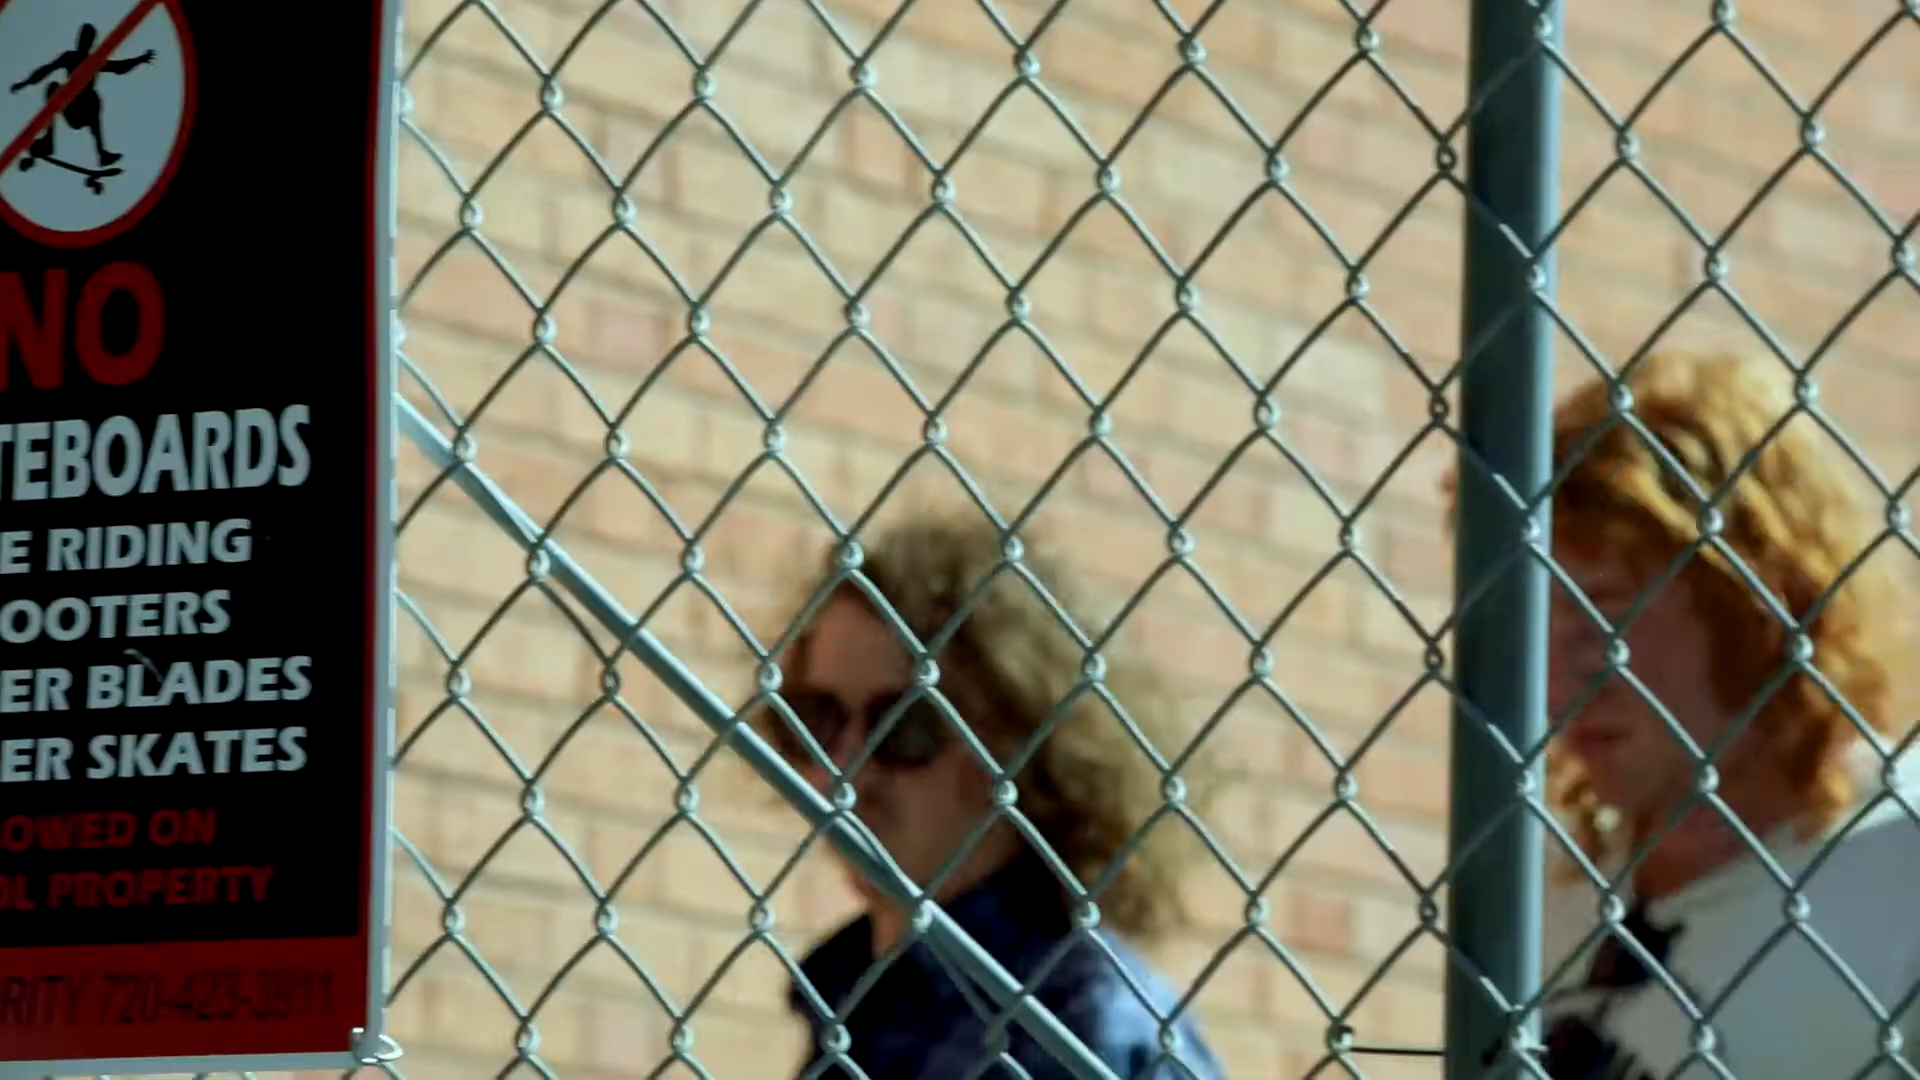 NO
TEBOARDS
E RIDING
OOTERS
ER BLADES
ER SKATES
OWED ON
OL PROPERTY
RITY 720-423-3911